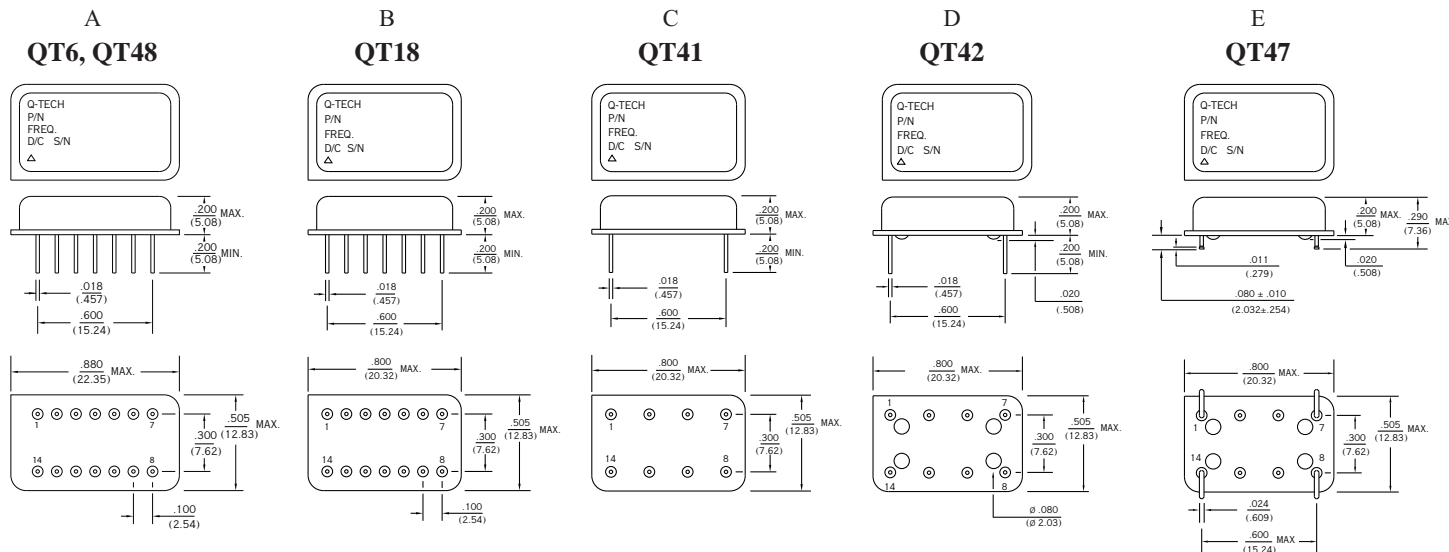 A
QT6, QT48
Q-TECH
P/N
FREQ.
D/C S/N
.200
(5.08)
MAX.
.200
(5.08)
MIN.
.018
(.457)
.600
(15.24)
.880
(22.35)
MAX.
1
7
14
8
.300
(7.62)
.505
(12.83)
MAX.
.100
(2.54)
B
QT18
Q-TECH
P/N
FREQ.
D/C S/N
.200
(5.08)
MAX.
.200
(5.08)
MIN.
.018
(.457)
.600
(15.24)
.800
(20.32)
MAX.
1
7
14
8
.300
(7.62)
.505
(12.83)
MAX.
.100
(2.54)
C
QT41
Q-TECH
P/N
FREQ.
D/C S/N
.200
(5.08)
MAX.
.200
(5.08)
MIN.
.018
(.457)
.600
(15.24)
.800
(20.32)
MAX.
1
7
14
8
.300
(7.62)
.505
(12.83)
MAX.
D
QT42
Q-TECH
P/N
FREQ.
D/C S/N
.200
(5.08)
MAX.
.200
(5.08)
MIN.
.018
(.457)
.600
(15.24)
.020
(.508)
.800
(20.32)
MAX.
1
7
14
8
.300
(7.62)
.505
(12.83)
MAX.
ø .080
(ø 2.03)
E
QT47
Q-TECH
P/N
FREQ.
D/C S/N
.200
(5.08)
MAX.
.290
(7.36)
MA
.011
(.279)
.020
(.508)
.080 ± .010
(2.032±.254)
.800
(20.32)
MAX.
1
7
14
8
.300
(7.62)
.505
(12.83)
MAX.
.024
(.609)
.600
(15.24)
MAX